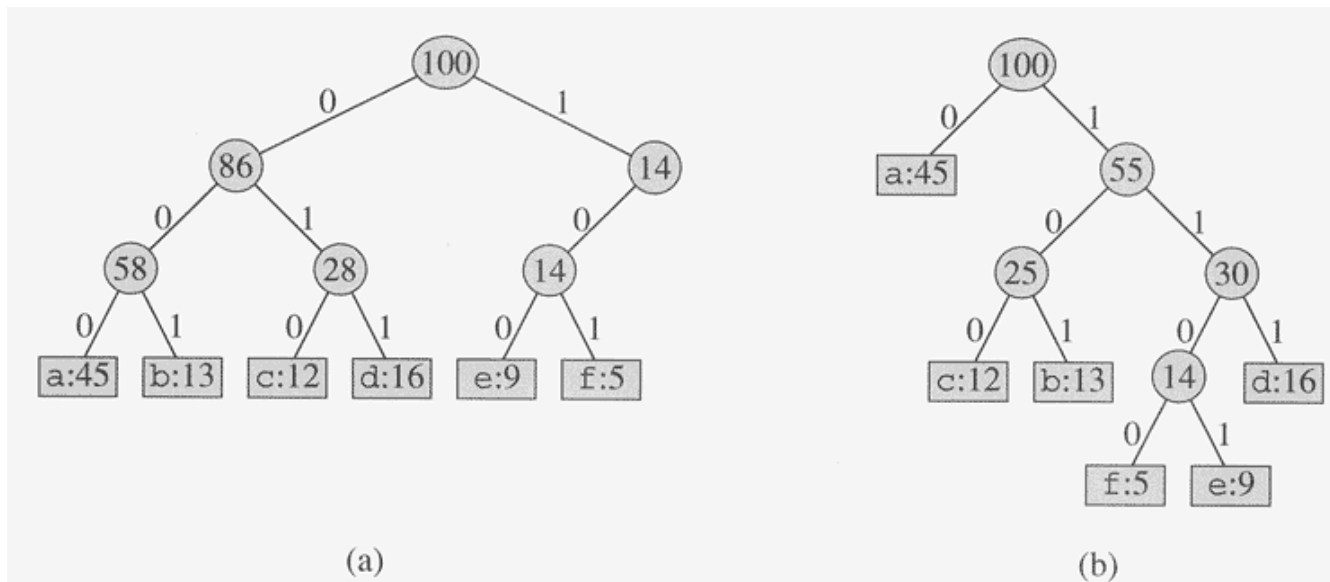 100
0 1
86 14
0 1 0
58 28 14
0 1 0 1 0 1
a:45 b:13 c:12 d:16 e:9 f:5
(a)
100
0 1
a:45 55
0 1
25 30
0 1 0 1
c:12 b:13 14 d:16
0 1
f:5 e:9
(b)